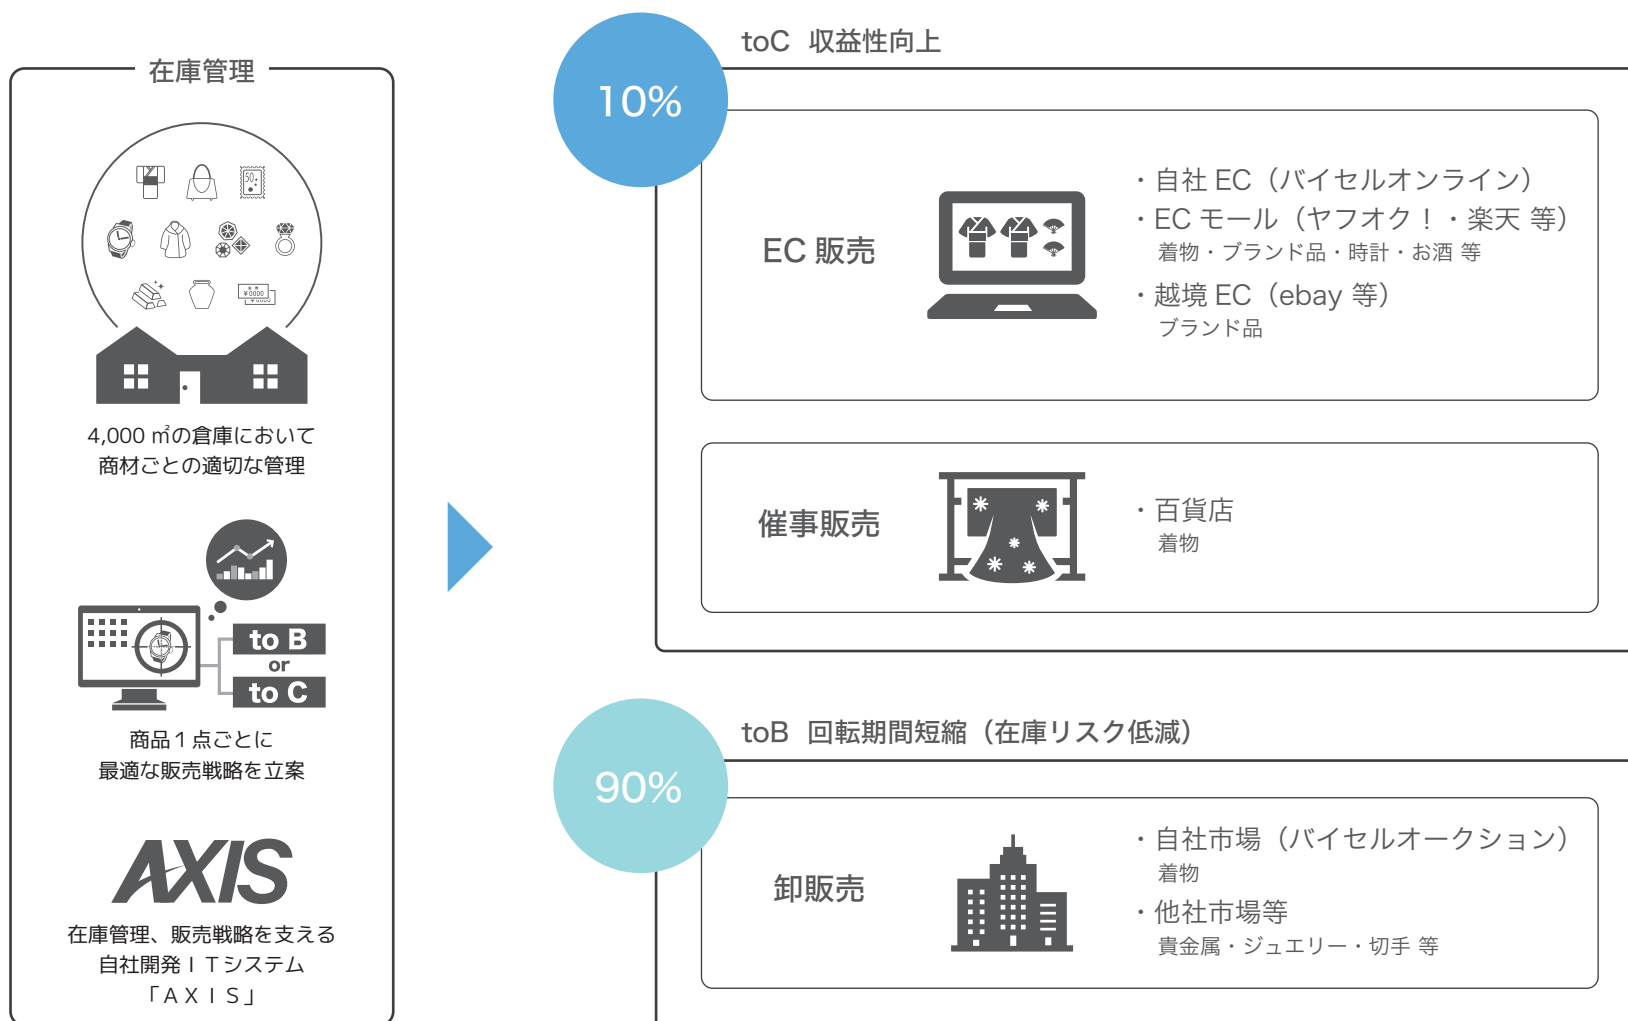 在庫管理
50.
¥0000
4,000 ㎡の倉庫において
商材ごとの適切な管理
to B
or
to C
商品１点ごとに
最適な販売戦略を立案
AXIS
在庫管理、販売戦略を支える
自社開発ＩＴシステム
「ＡＸＩＳ」
10%
toC 収益性向上
EC 販売
・自社 EC（バイセルオンライン）
・EC モール（ヤフオク！・楽天 等）
着物・ブランド品・時計・お酒 等
・越境 EC（ebay 等）
ブランド品
催事販売
・百貨店
着物
90%
toB 回転期間短縮（在庫リスク低減）
卸販売
・自社市場（バイセルオークション）
着物
・他社市場等
貴金属・ジュエリー・切手 等